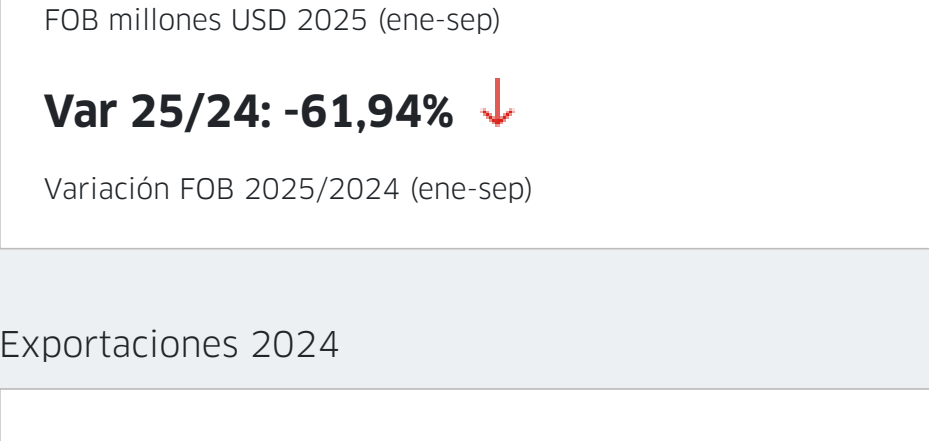 FOB millones USD 2025 (ene-sep)
Var 25/24: -61,94%
Variación FOB 2025/2024 (ene-sep)
Exportaciones 2024